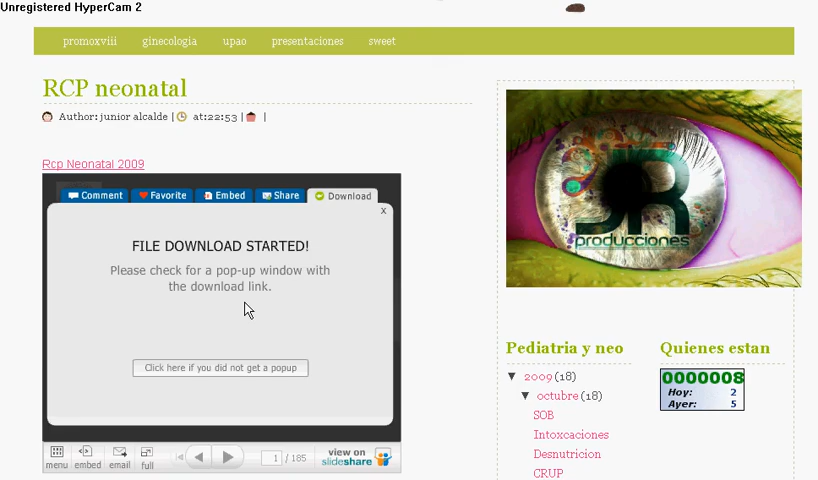 Unregistered HyperCam 2
promoxviii ginecologia upao presentaciones sweet
RCP neonatal
Author: junior alcalde | at:22:53 | |
Rcp Neonatal 2009
Comment Favorite Embed Share Download
x
FILE DOWNLOAD STARTED!
Please check for a pop-up window with
the download link.
Click here if you did not get a popup
menu embed email full 1 / 185 view on slideshare
JR
producciones
Pediatria y neo
▼ 2009 (18)
▼ octubre (18)
SOB
Intoxcaciones
Desnutricion
CRUP
Quienes estan
0000008
Hoy: 2
Ayer: 5